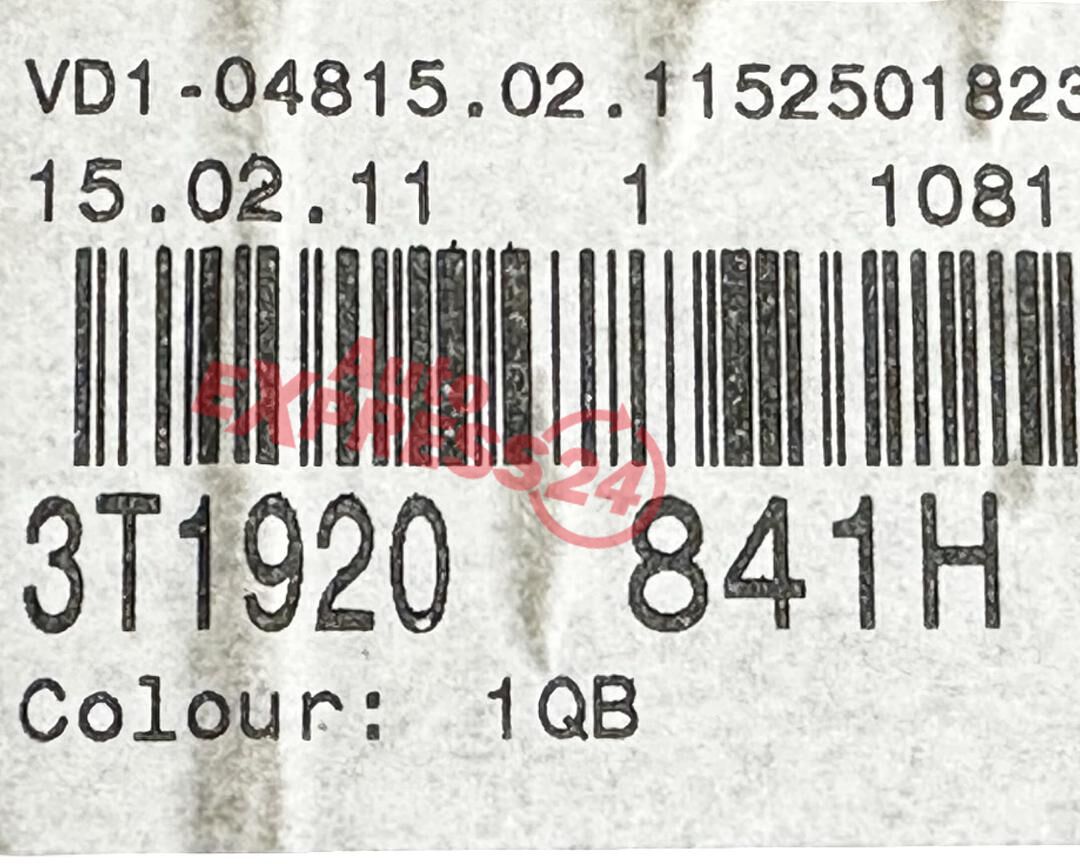 VD1-04815.02.1152501823
15.02.11 1 1081
Auto
EXPRESS24
3T1920 841H
Colour: 1QB